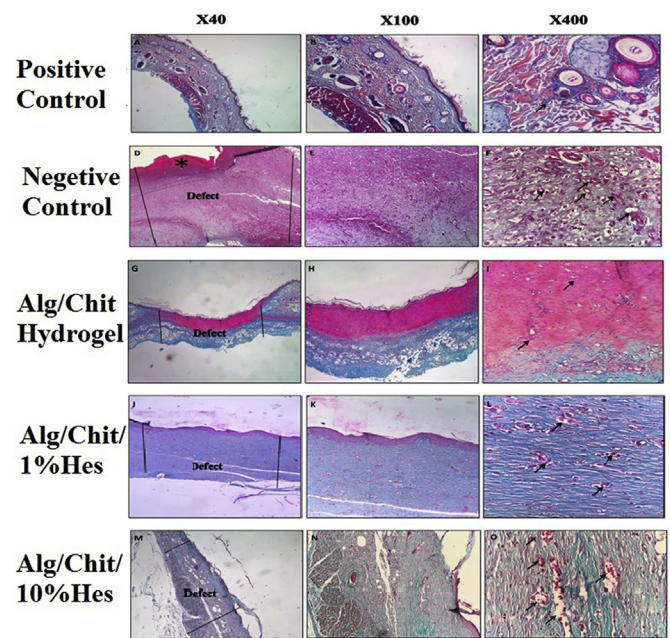 X40 X100 X400
Positive
Control
A B C
Negetive
Control
D E F
*
Defect
Alg/Chit
Hydrogel
G H I
Defect
Alg/Chit/
1%Hes
J K L
Defect
Alg/Chit/
10%Hes
M N O
Defect